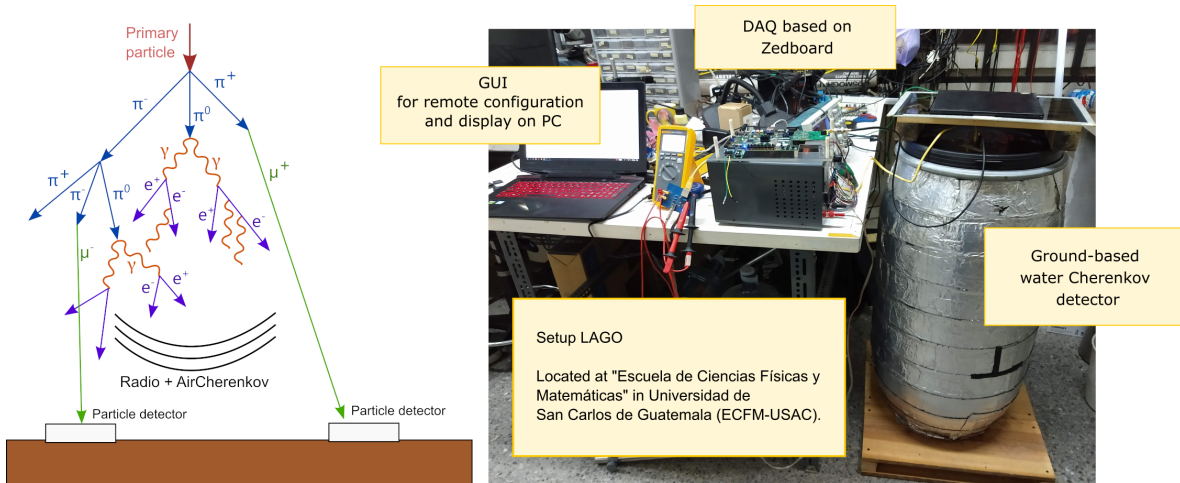 Primary
particle
π⁺
π⁻
π⁰
γ
γ
μ⁺
π⁺
π⁻
π⁰
e⁺
e⁻
e⁺
e⁻
μ⁻
γ
e⁻
e⁺
Radio + AirCherenkov
Particle detector
Particle detector
DAQ based on
Zedboard
GUI
for remote configuration
and display on PC
Ground-based
water Cherenkov
detector
Setup LAGO
Located at "Escuela de Ciencias Físicas y
Matemáticas" in Universidad de
San Carlos de Guatemala (ECFM-USAC).